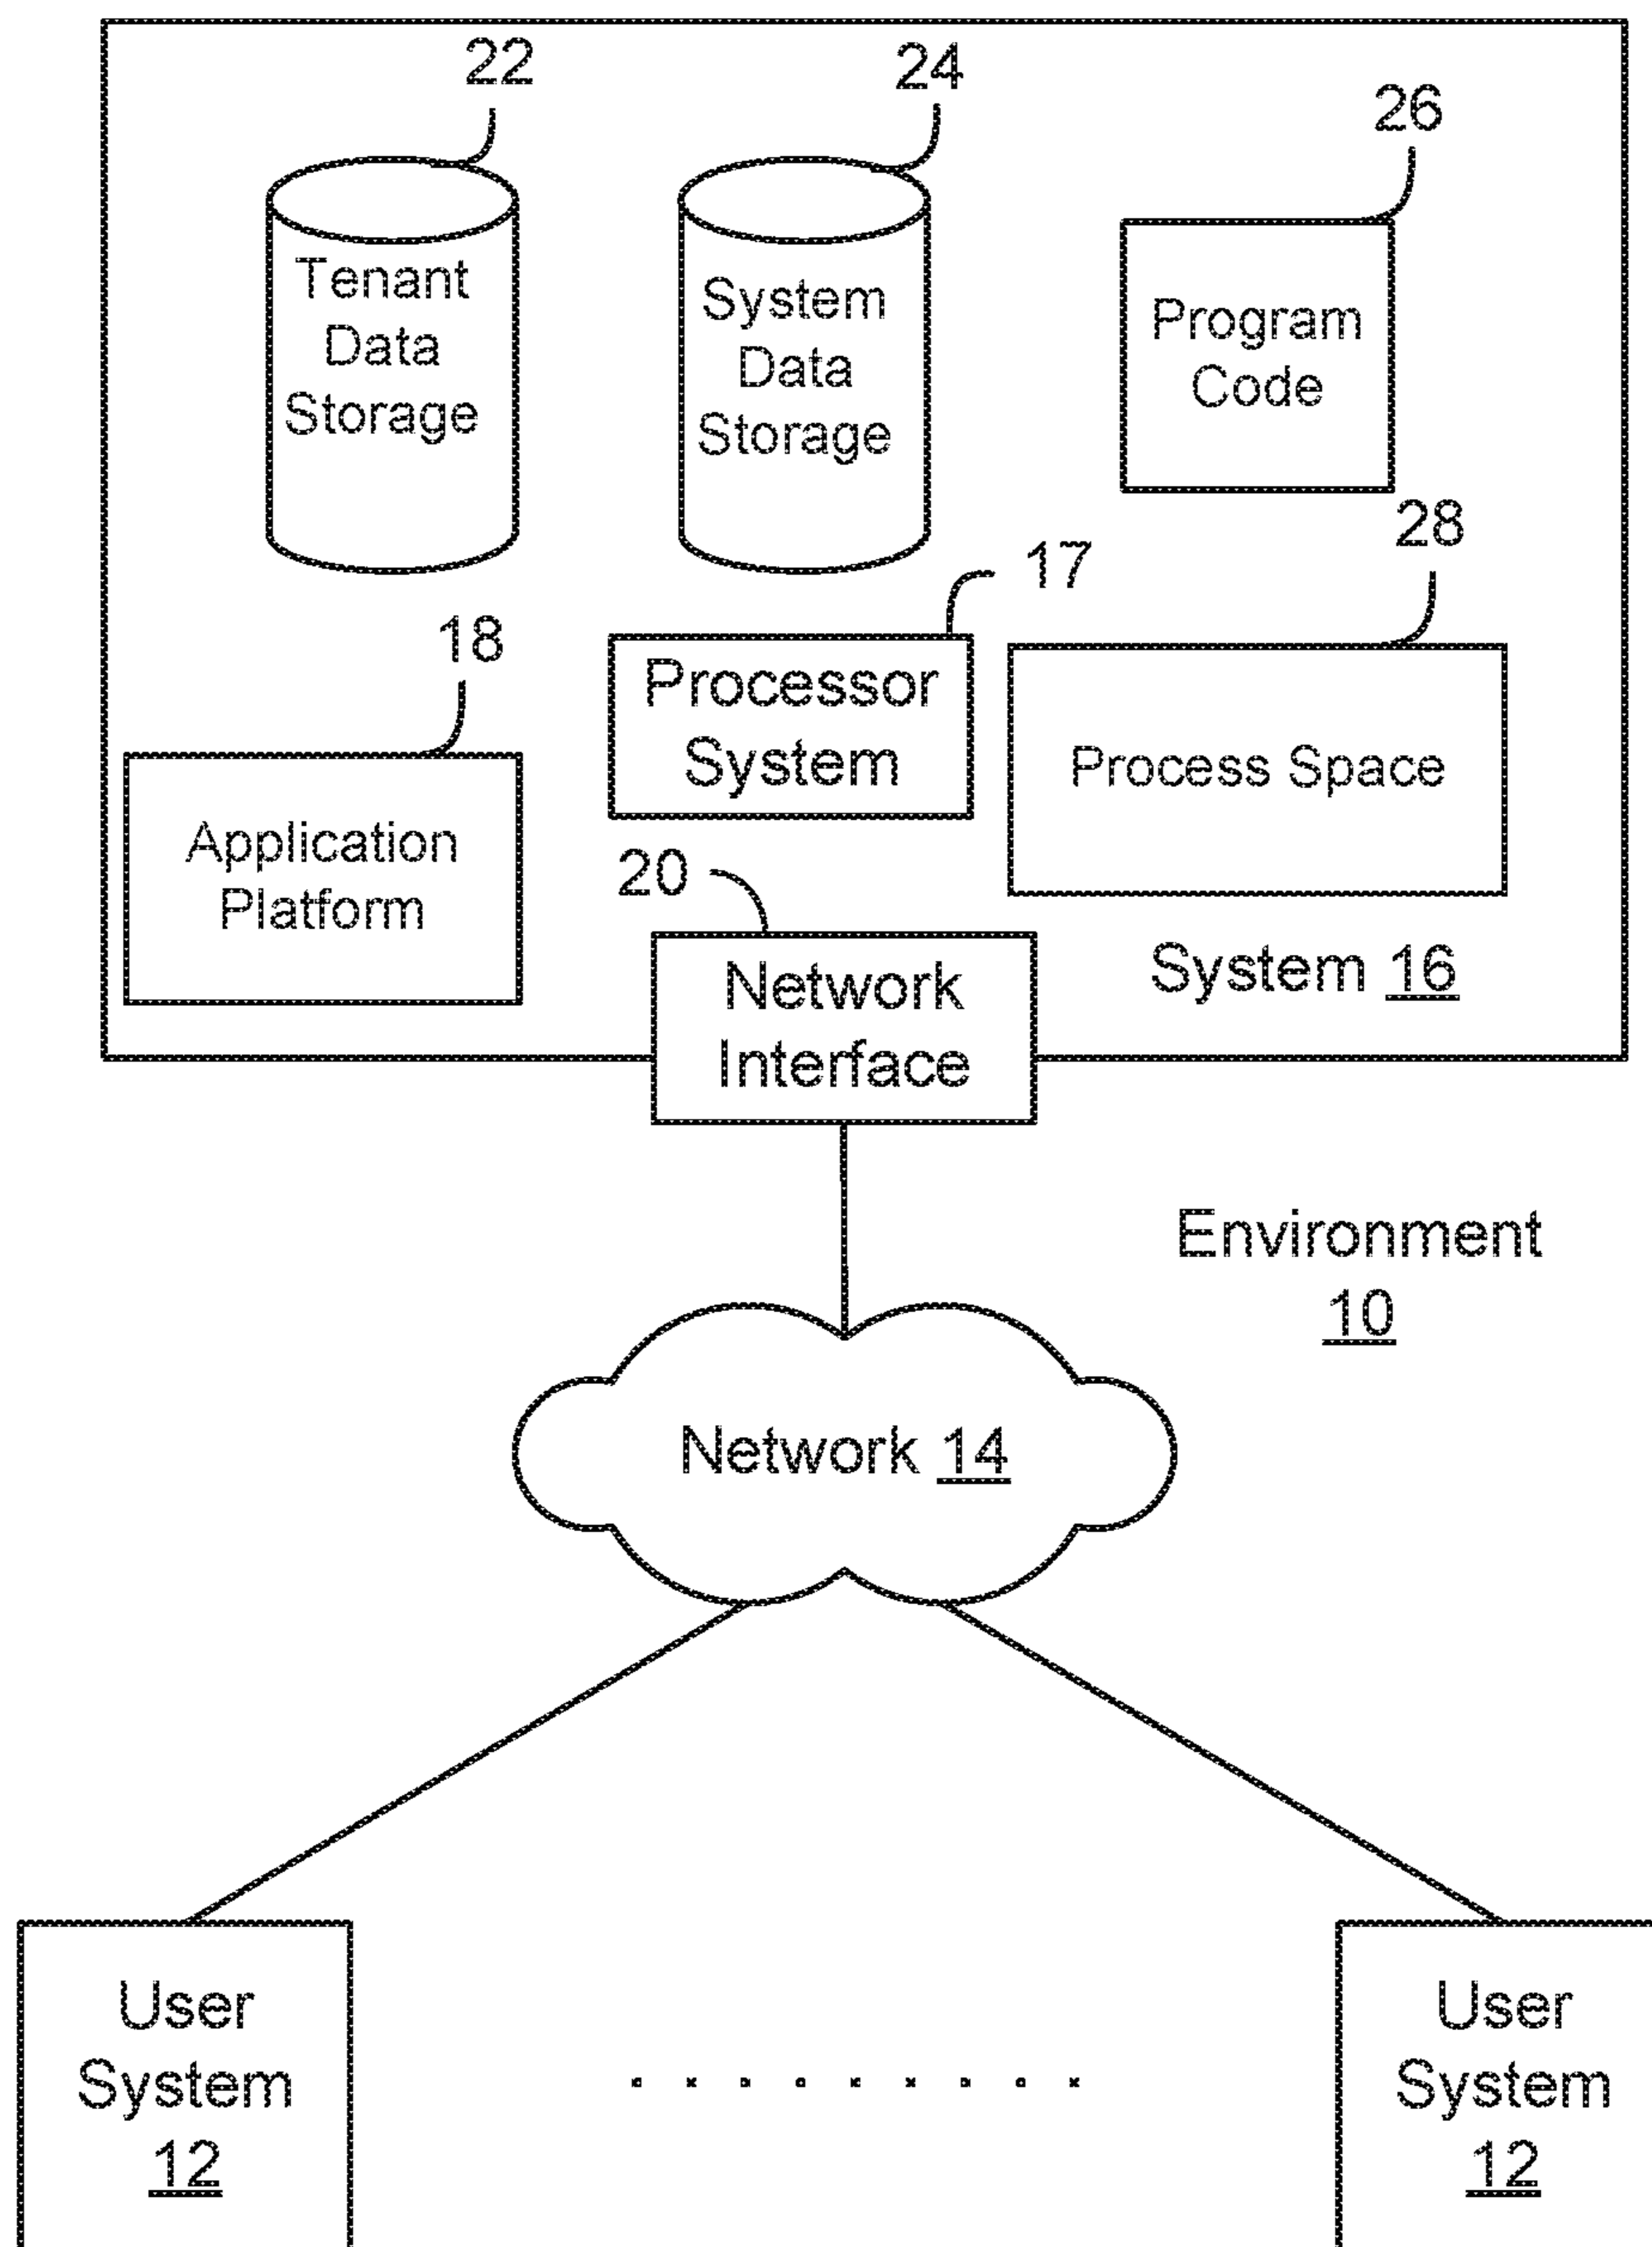 22
24
26
Tenant
Data
Storage
System
Data
Storage
Program
Code
28
17
18
Processor
System
Process Space
Application
Platform
20
Network
Interface
System 16
Environment
10
Network 14
User
System
12
User
System
12